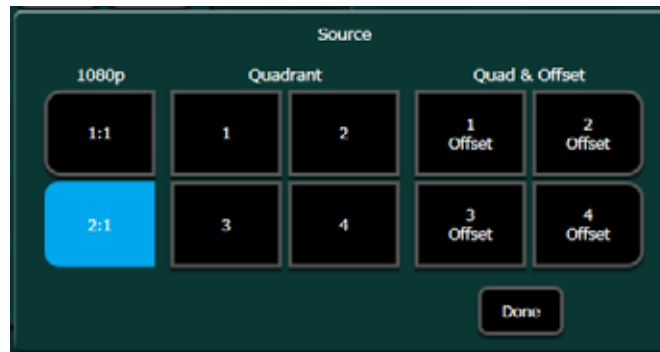 Source
1080p Quadrant Quad & Offset
1:1 1 2 1 Offset 2 Offset
2:1 3 4 3 Offset 4 Offset
Done